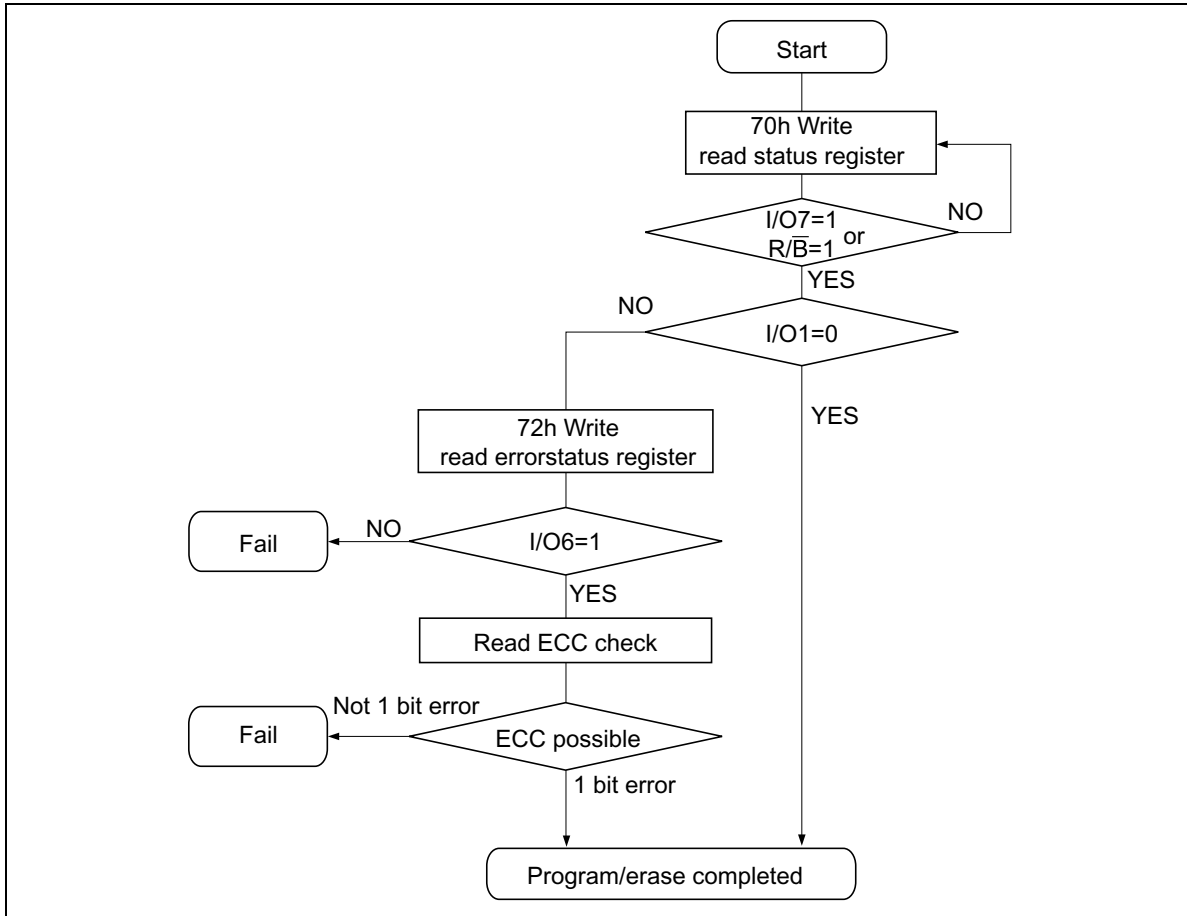 Start
70h Write
read status register
NO
I/O7=1
or
R/B̅=1
YES
NO
I/O1=0
YES
72h Write
read errorstatus register
NO
Fail
I/O6=1
YES
Read ECC check
Not 1 bit error
Fail
ECC possible
1 bit error
Program/erase completed